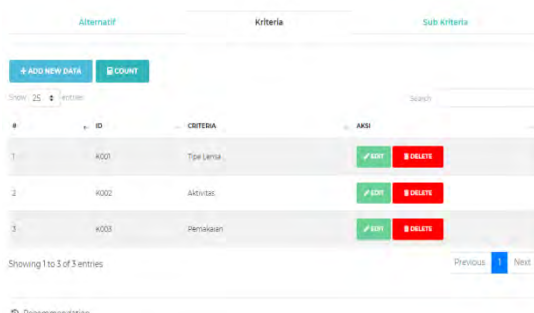 Alternatif Kriteria Sub Kriteria
+ ADD NEW DATA COUNT
Show 25 entries Search
# ID CRITERIA AKSI
1 K001 Tipe Lensa EDIT DELETE
2 K002 Aktivitas EDIT DELETE
3 K003 Pemakaian EDIT DELETE
Showing 1 to 3 of 3 entries Previous 1 Next
Recommendation